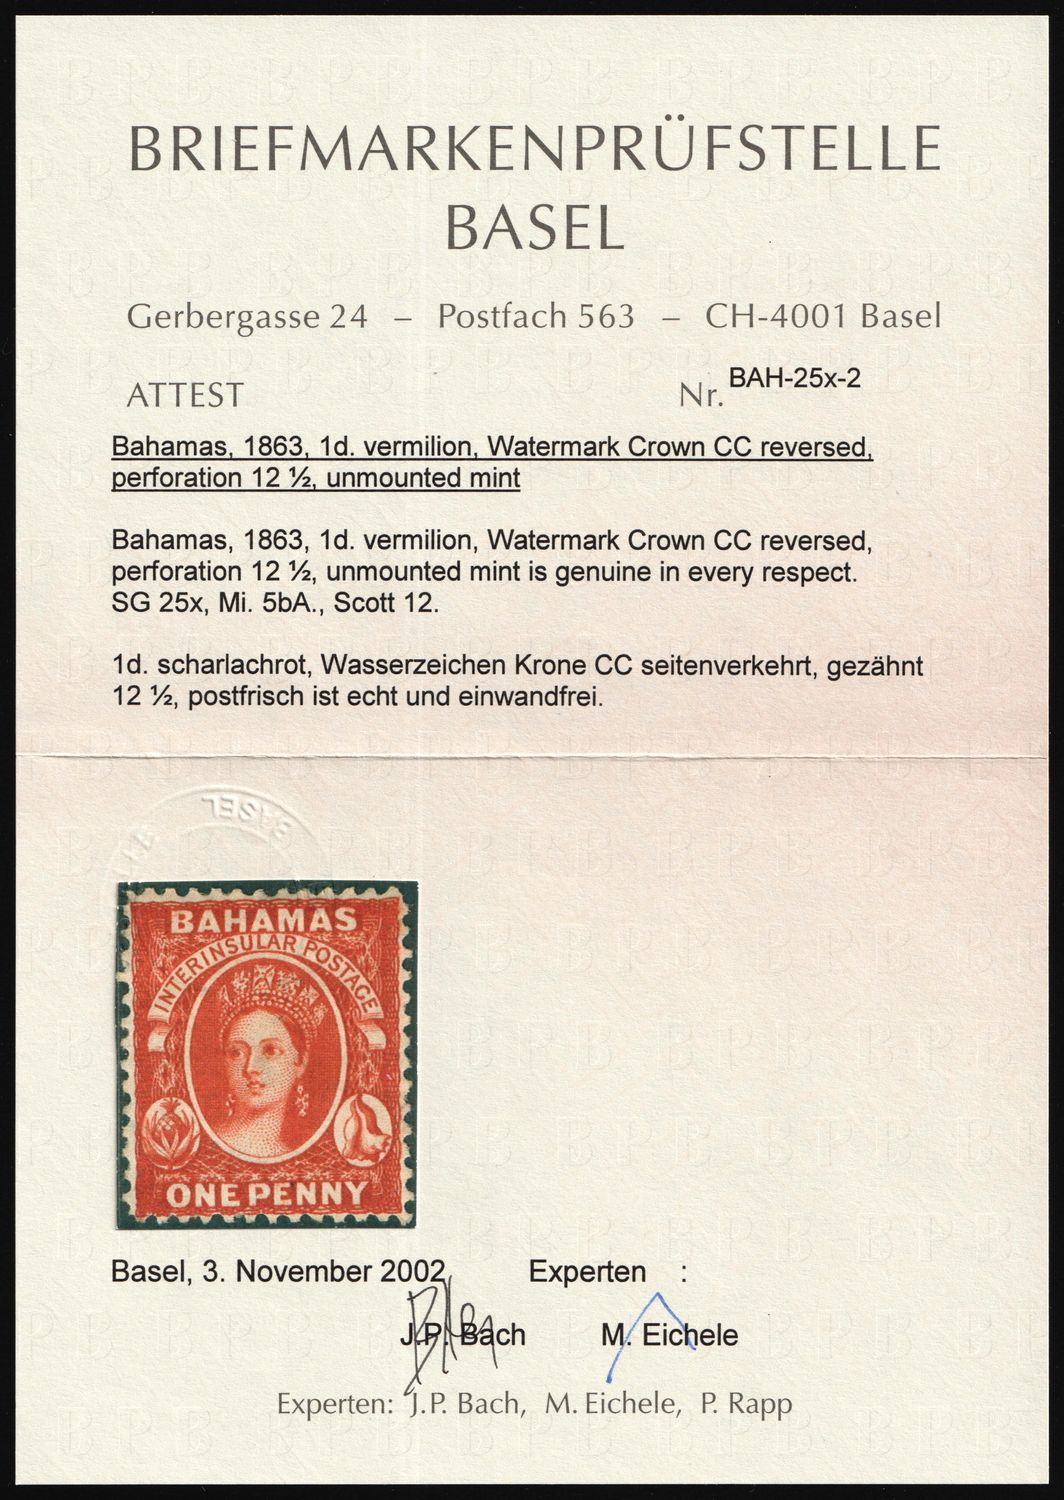 BRIEFMARKENPRÜFSTELLE
BASEL
Gerbergasse 24 – Postfach 563 – CH-4001 Basel
ATTEST Nr. BAH-25x-2
Bahamas, 1863, 1d. vermilion, Watermark Crown CC reversed,
perforation 12 ½, unmounted mint
Bahamas, 1863, 1d. vermilion, Watermark Crown CC reversed,
perforation 12 ½, unmounted mint is genuine in every respect.
SG 25x, Mi. 5bA., Scott 12.
1d. scharlachrot, Wasserzeichen Krone CC seitenverkehrt, gezähnt
12 ½, postfrisch ist echt und einwandfrei.
BASEL
BAHAMAS
INTERINSULAR POSTAGE
ONE PENNY
Basel, 3. November 2002 Experten :
J.P. Bach M. Eichele
Experten: J.P. Bach, M. Eichele, P. Rapp